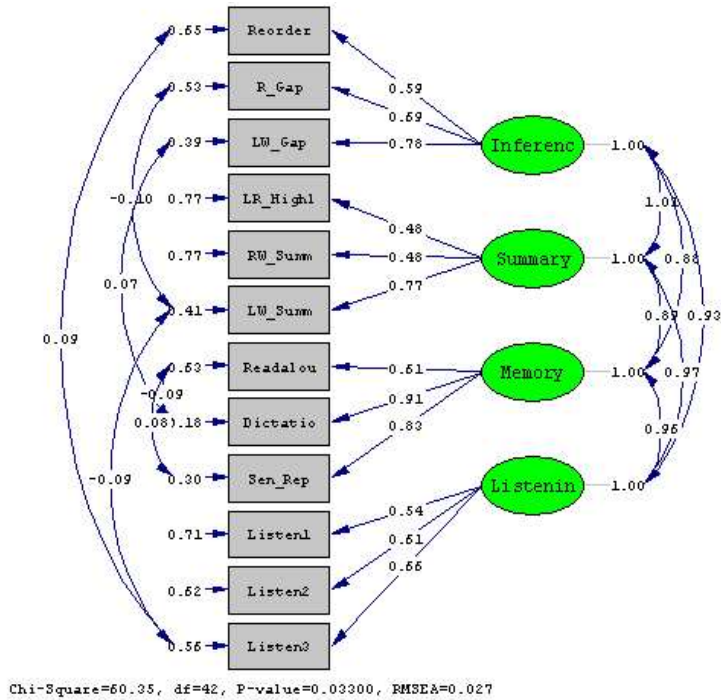 0.65 Reorder
0.59
0.53 R_Gap
0.69
0.39 LW_Gap 0.78 Inferenc 1.00
-0.10 0.77 LR_Highl 1.01
0.48
0.77 RW_Summ 0.48 Summary 1.00 0.88
0.07
0.77
0.41 LW_Summ 0.89 0.93
0.09
0.63 Readalou 0.61 Memory 1.00 0.97
-0.09
0.91
0.08 0.18 Dictatio 0.83 0.96
-0.09 0.30 Sen_Rep Listenin 1.00
0.54
0.71 Listen1
0.61
0.66
0.62 Listen2
0.56 Listen3
Chi-Square=60.35, df=42, P-value=0.03300, RMSEA=0.027